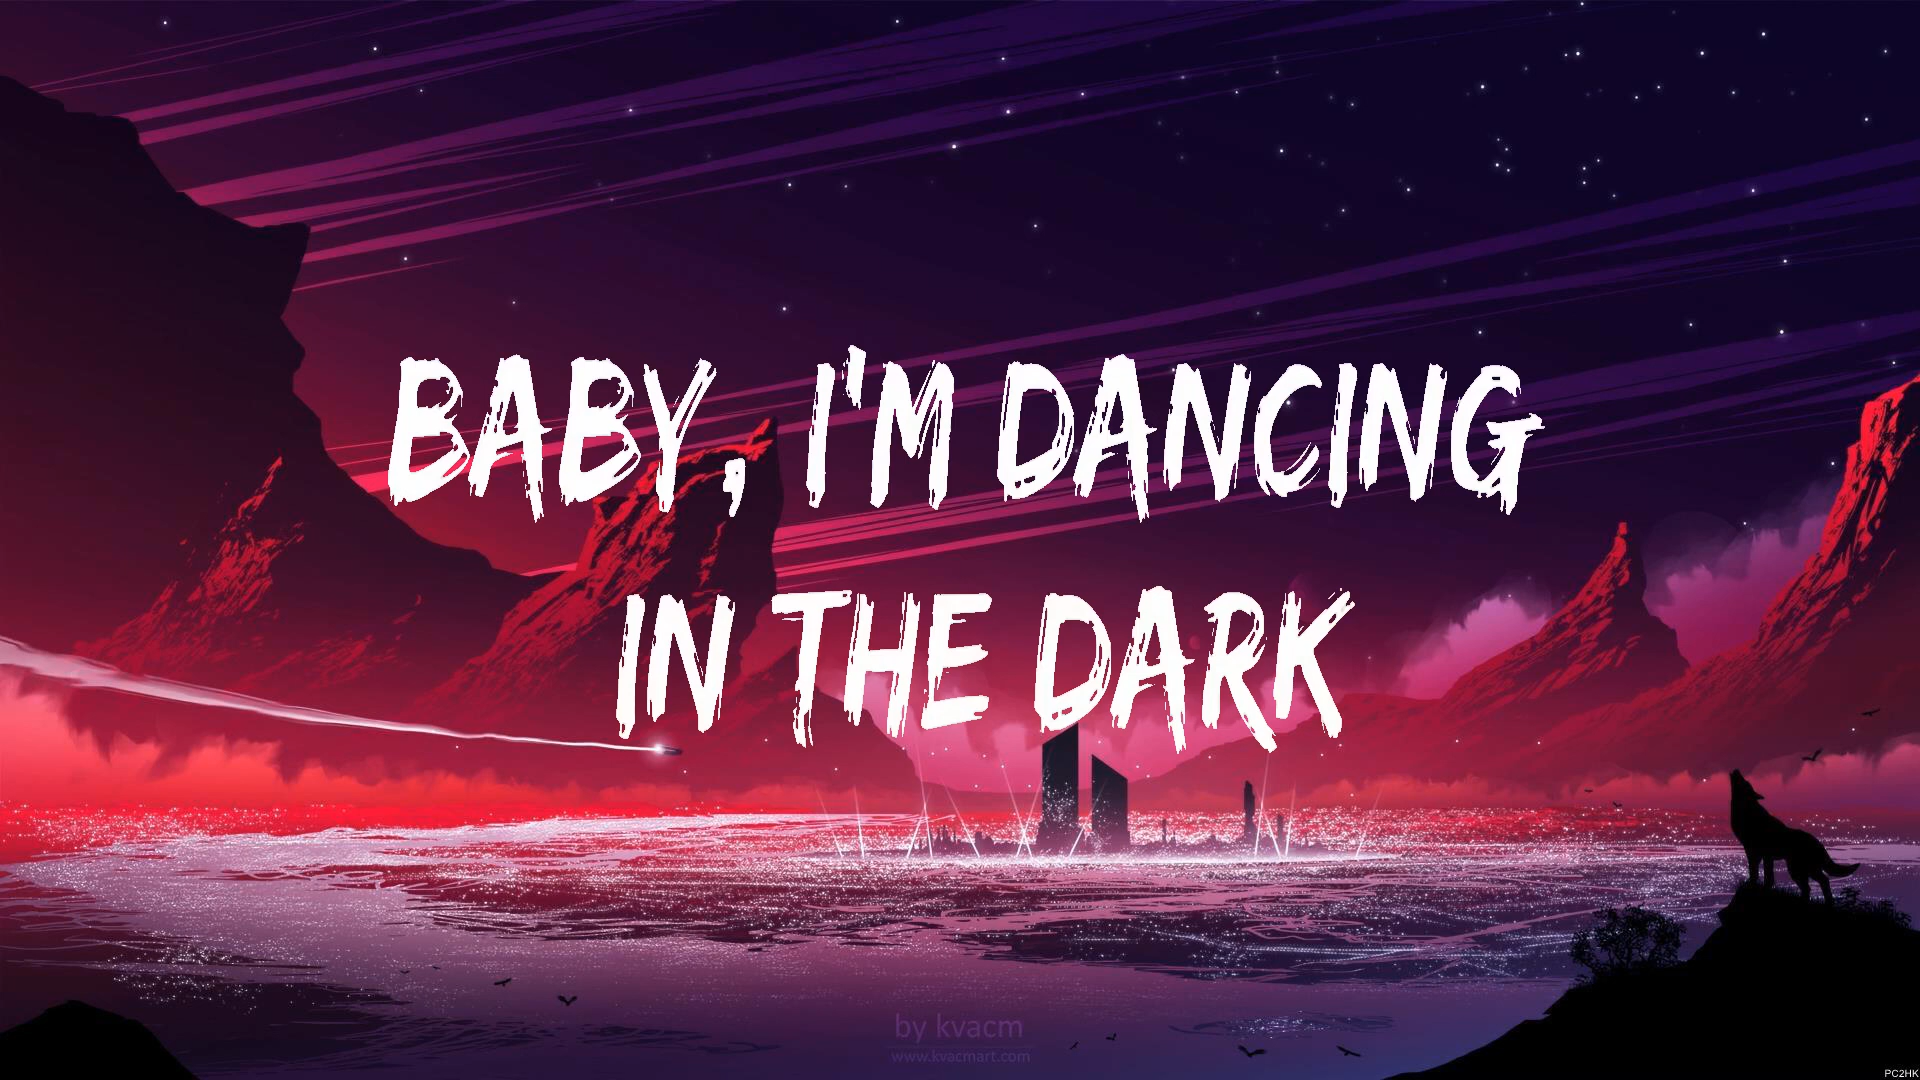 BABY, I'M DANCING
IN THE DARK
by kvacm
www.kvacmart.com
PC2HK